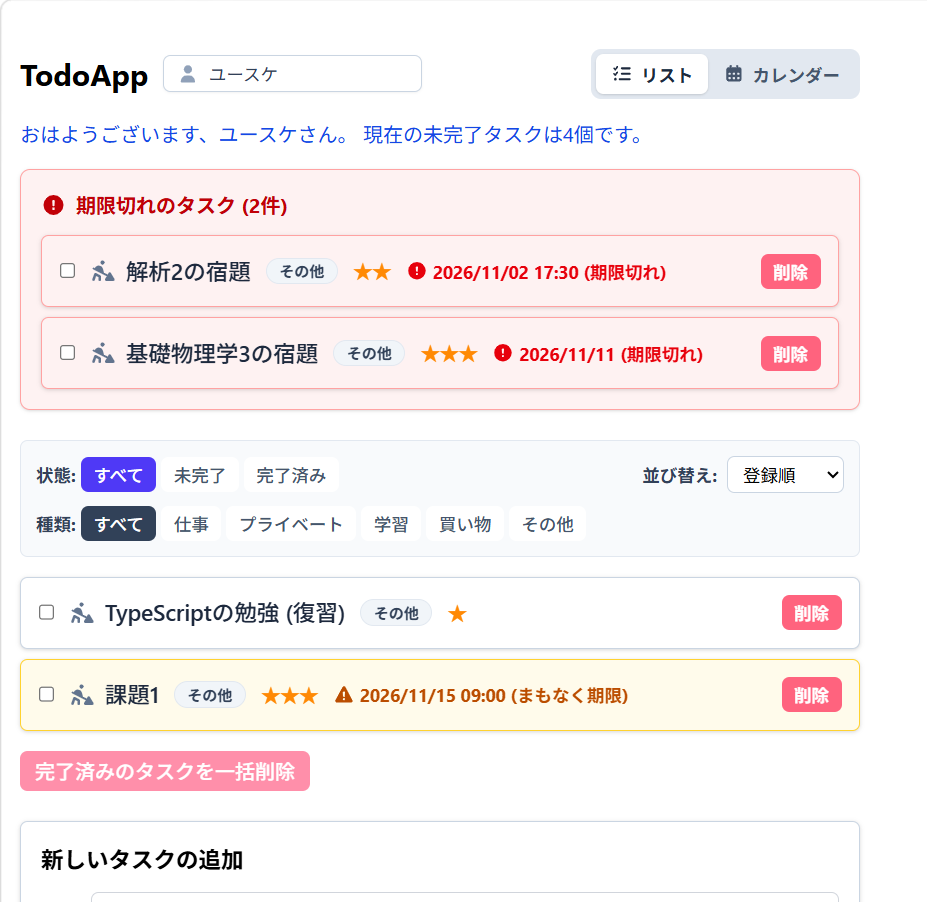 TodoApp ユースケ リスト カレンダー
おはようございます、ユースケさん。 現在の未完了タスクは4個です。
期限切れのタスク (2件)
解析2の宿題 その他 ★★ 2026/11/02 17:30 (期限切れ) 削除
基礎物理学3の宿題 その他 ★★★ 2026/11/11 (期限切れ) 削除
状態: すべて 未完了 完了済み 並び替え: 登録順
種類: すべて 仕事 プライベート 学習 買い物 その他
TypeScriptの勉強 (復習) その他 ★ 削除
課題1 その他 ★★★ 2026/11/15 09:00 (まもなく期限) 削除
完了済みのタスクを一括削除
新しいタスクの追加